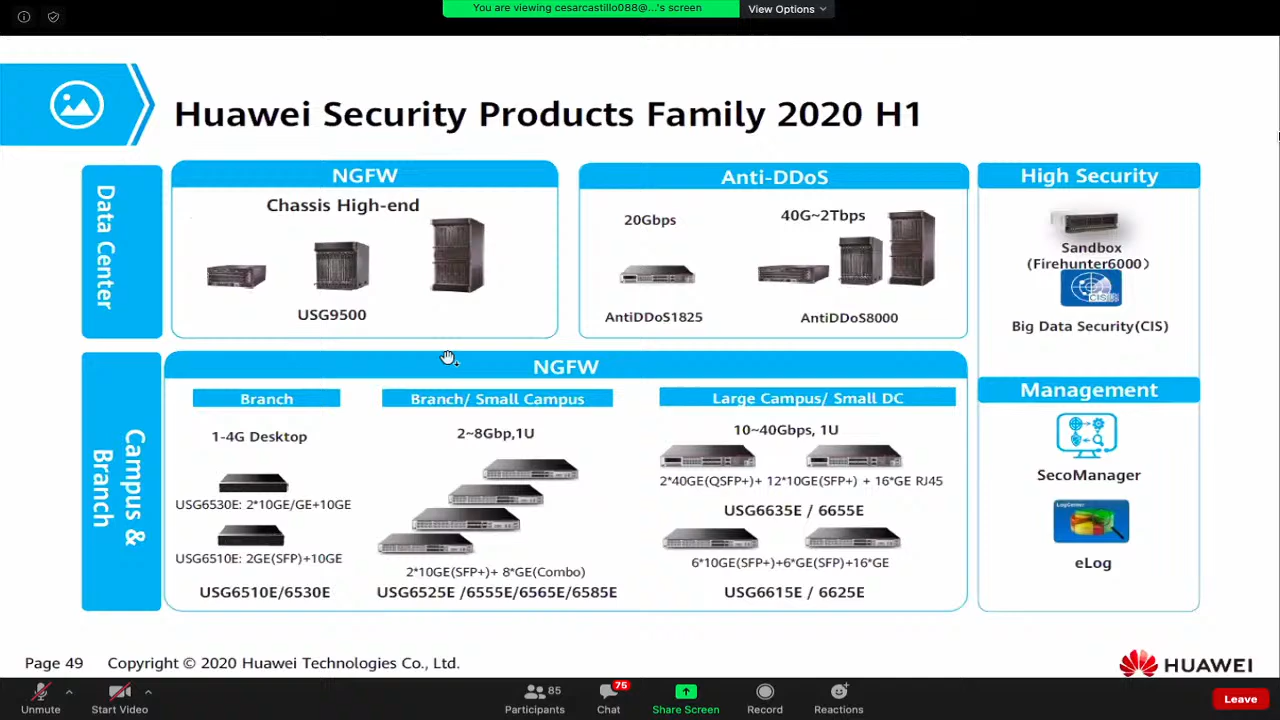 You are viewing cesarcastillo088@...'s screen
View Options
Huawei Security Products Family 2020 H1
Data Center
NGFW
Chassis High-end
USG9500
Anti-DDoS
20Gbps
40G~2Tbps
AntiDDoS1825
AntiDDoS8000
High Security
Sandbox
(Firehunter6000）
CIS
Big Data Security(CIS)
Campus &
Branch
NGFW
Branch
1-4G Desktop
USG6530E: 2*10GE/GE+10GE
USG6510E: 2GE(SFP)+10GE
USG6510E/6530E
Branch/ Small Campus
2~8Gbp,1U
2*10GE(SFP+)+ 8*GE(Combo)
USG6525E /6555E/6565E/6585E
Large Campus/ Small DC
10~40Gbps, 1U
2*40GE(QSFP+)+ 12*10GE(SFP+) + 16*GE RJ45
USG6635E / 6655E
6*10GE(SFP+)+6*GE(SFP)+16*GE
USG6615E / 6625E
Management
SecoManager
LogCenter
eLog
Page 49
Copyright © 2020 Huawei Technologies Co., Ltd.
HUAWEI
Unmute
Start Video
85
Participants
75
Chat
Share Screen
Record
Reactions
Leave